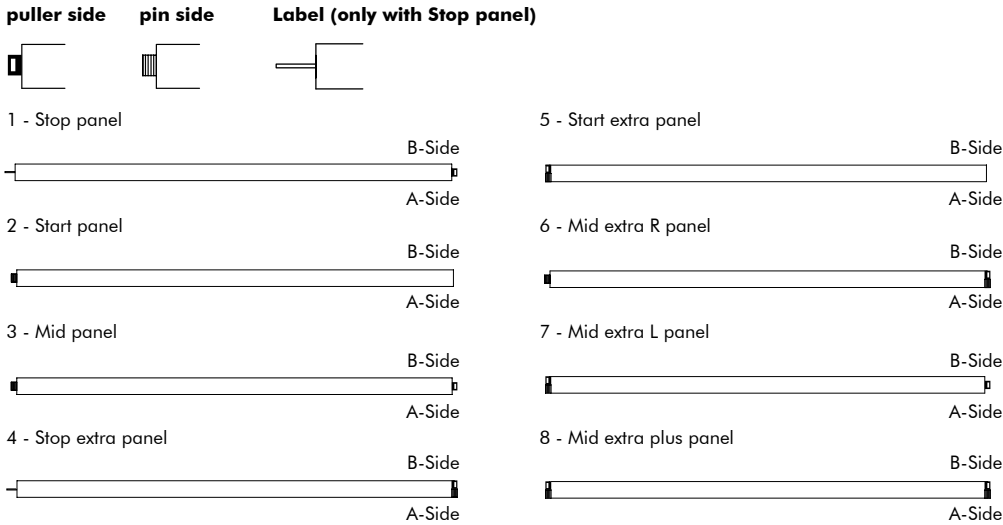 puller side pin side Label (only with Stop panel)
1 - Stop panel
B-Side
A-Side
2 - Start panel
B-Side
A-Side
3 - Mid panel
B-Side
A-Side
4 - Stop extra panel
B-Side
A-Side
5 - Start extra panel
B-Side
A-Side
6 - Mid extra R panel
B-Side
A-Side
7 - Mid extra L panel
B-Side
A-Side
8 - Mid extra plus panel
B-Side
A-Side